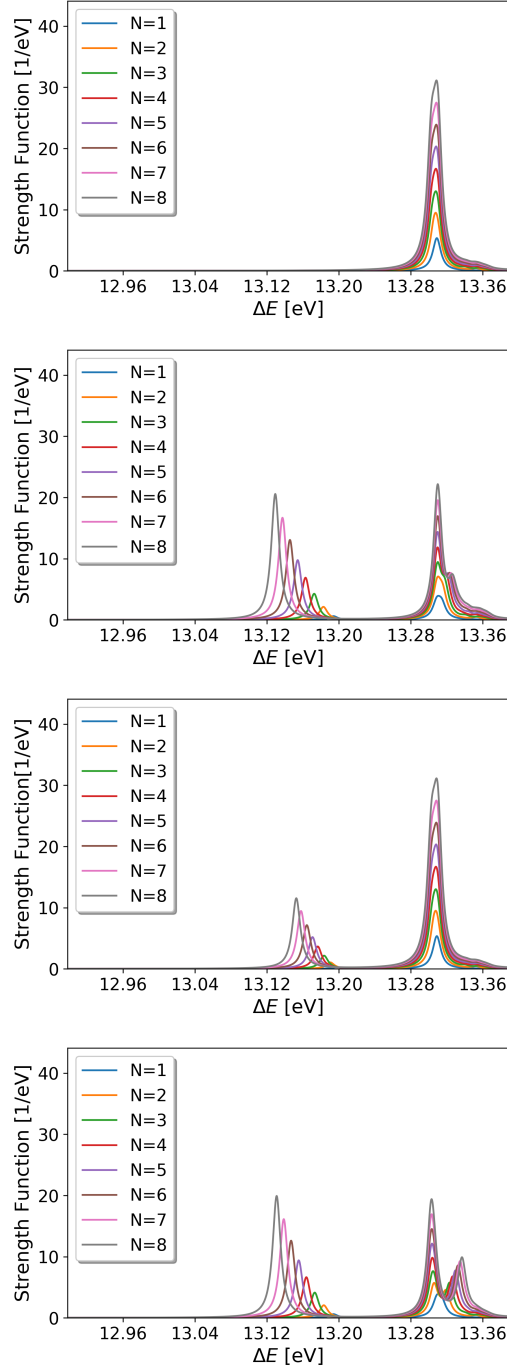 Strength Function [1/eV]
40
30
20
10
0
N=1
N=2
N=3
N=4
N=5
N=6
N=7
N=8
12.96 13.04 13.12 13.20 13.28 13.36
ΔE [eV]
Strength Function [1/eV]
40
30
20
10
0
N=1
N=2
N=3
N=4
N=5
N=6
N=7
N=8
12.96 13.04 13.12 13.20 13.28 13.36
ΔE [eV]
Strength Function[1/eV]
40
30
20
10
0
N=1
N=2
N=3
N=4
N=5
N=6
N=7
N=8
12.96 13.04 13.12 13.20 13.28 13.36
ΔE [eV]
Strength Function [1/eV]
40
30
20
10
0
N=1
N=2
N=3
N=4
N=5
N=6
N=7
N=8
12.96 13.04 13.12 13.20 13.28 13.36
ΔE [eV]